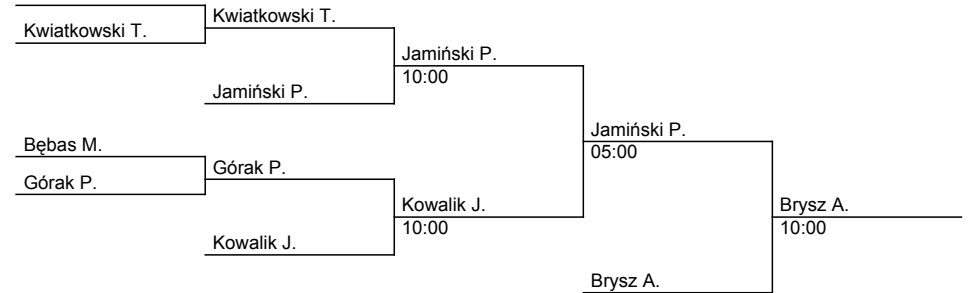 Kwiatkowski T.
Kwiatkowski T.
Jamiński P.
10:00
Jamiński P.
Jamiński P.
05:00
Bębas M.
Górak P.
Górak P.
Kowalik J.
10:00
Kowalik J.
Brysz A.
10:00
Brysz A.